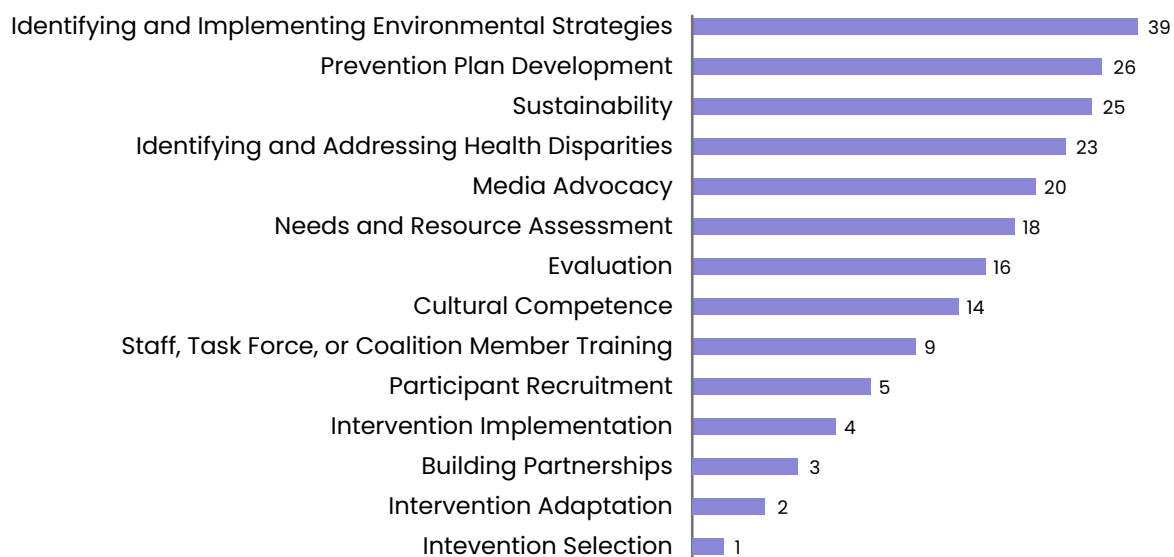 Identifying and Implementing Environmental Strategies 39
Prevention Plan Development 26
Sustainability 25
Identifying and Addressing Health Disparities 23
Media Advocacy 20
Needs and Resource Assessment 18
Evaluation 16
Cultural Competence 14
Staff, Task Force, or Coalition Member Training 9
Participant Recruitment 5
Intervention Implementation 4
Building Partnerships 3
Intervention Adaptation 2
Intevention Selection 1